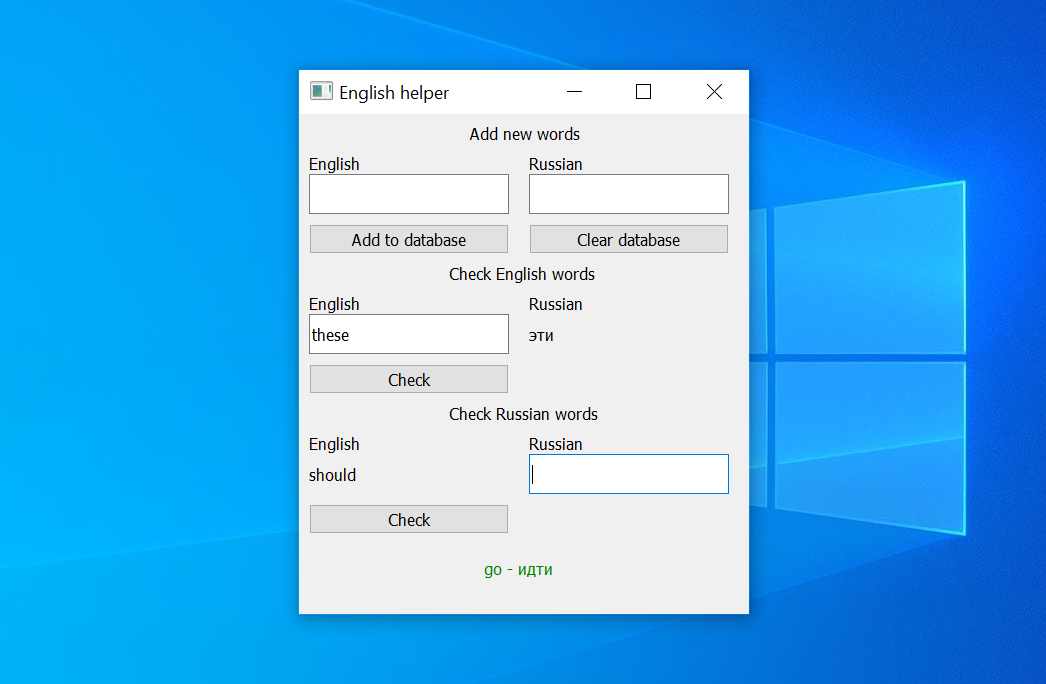 English helper
Add new words
English Russian
Add to database Clear database
Check English words
English Russian
these эти
Check
Check Russian words
English Russian
should
Check
go - идти